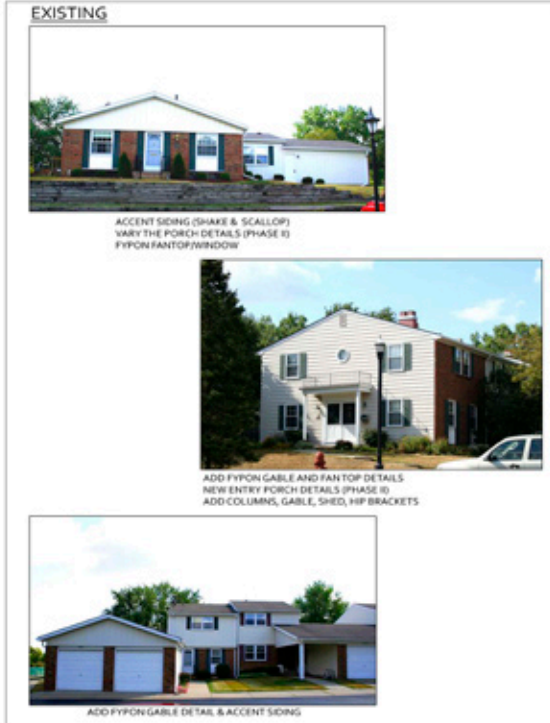 EXISTING
ACCENT SIDING (SHAKE & SCALLOP)
VARY THE PORCH DETAILS (PHASE II)
FYPON FANTOP/WINDOW
ADD FYPON GABLE AND FAN TOP DETAILS
NEW ENTRY PORCH DETAILS (PHASE II)
ADD COLUMNS, GABLE, SHED, HIP BRACKETS
ADD FYPON GABLE DETAIL & ACCENT SIDING